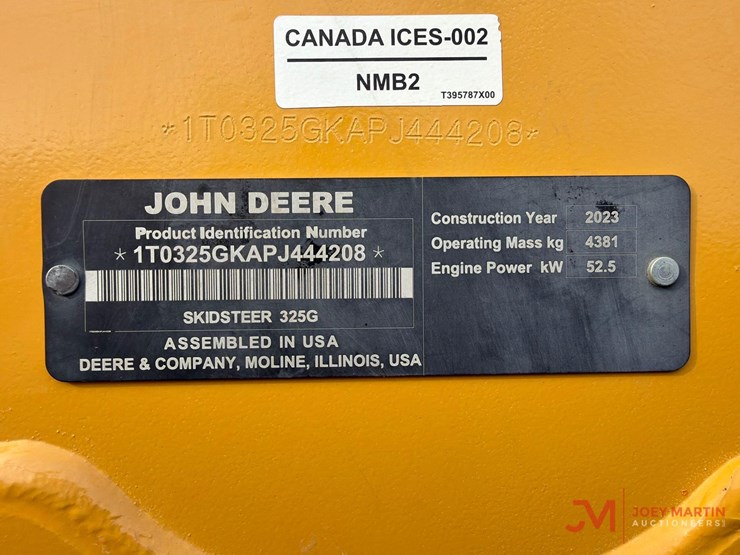 CANADA ICES-002
NMB2
T395787X00
*1T0325GKAPJ444208*
JOHN DEERE
Product Identification Number
* 1T0325GKAPJ444208 *
SKIDSTEER 325G
ASSEMBLED IN USA
DEERE & COMPANY, MOLINE, ILLINOIS, USA
Construction Year 2023
Operating Mass kg 4381
Engine Power kW 52.5
JM
JOEY MARTIN
AUCTIONEERS